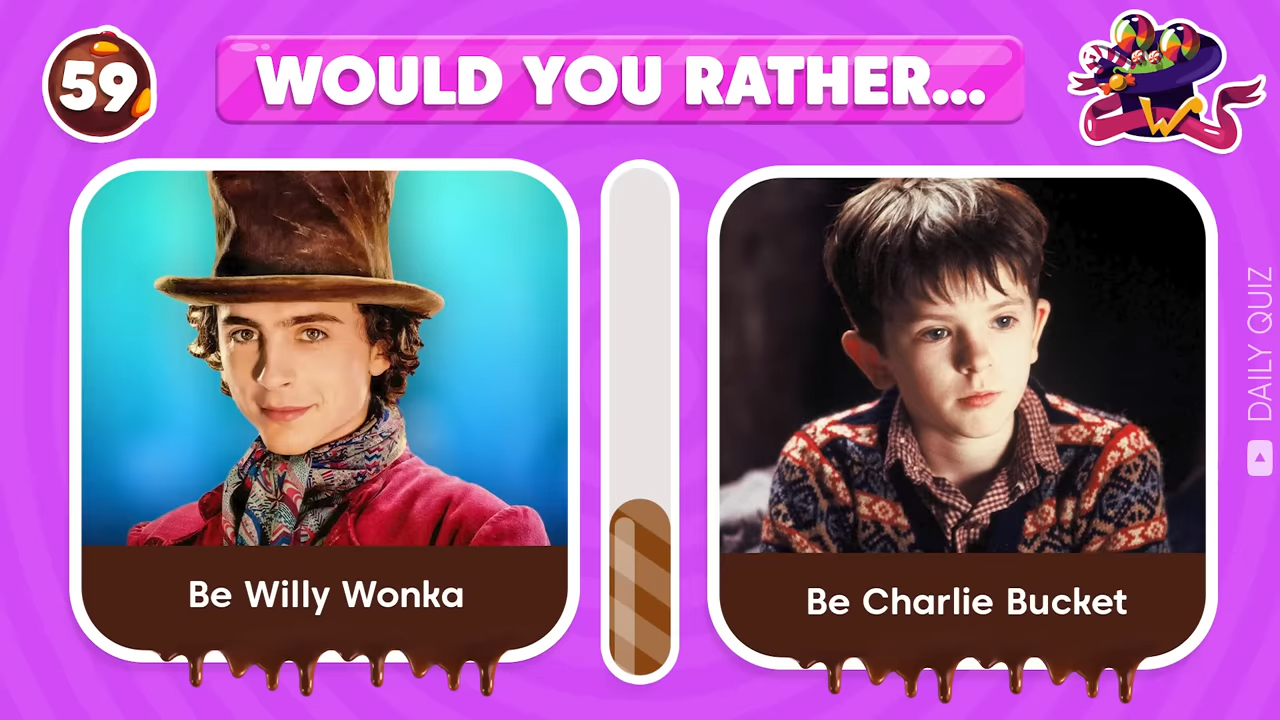 59
WOULD YOU RATHER...
W
Be Willy Wonka
Be Charlie Bucket
DAILY QUIZ